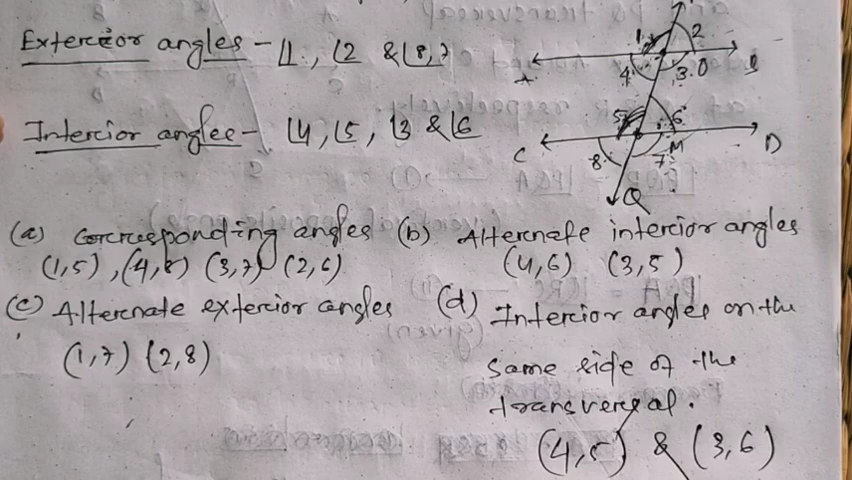 Exterior angles - ∠1, ∠2 & ∠8, 7
1 2
A 4 3 O B
Interior angles - ∠4, ∠5, ∠3 & ∠6
5 6
C 8 7 M D
Q
(a) Corresponding angles (b) Alternate interior angles
(1,5), (4,8) (3,7) (2,6) (4,6) (3,5)
(c) Alternate exterior angles (d) Interior angles on the
(1,7) (2,8) same side of the
transversal.
(4,5) & (3,6)